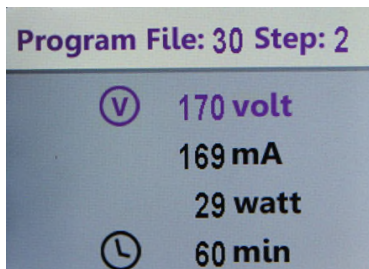 Program File: 30 Step: 2
V 170 volt
169 mA
29 watt
60 min